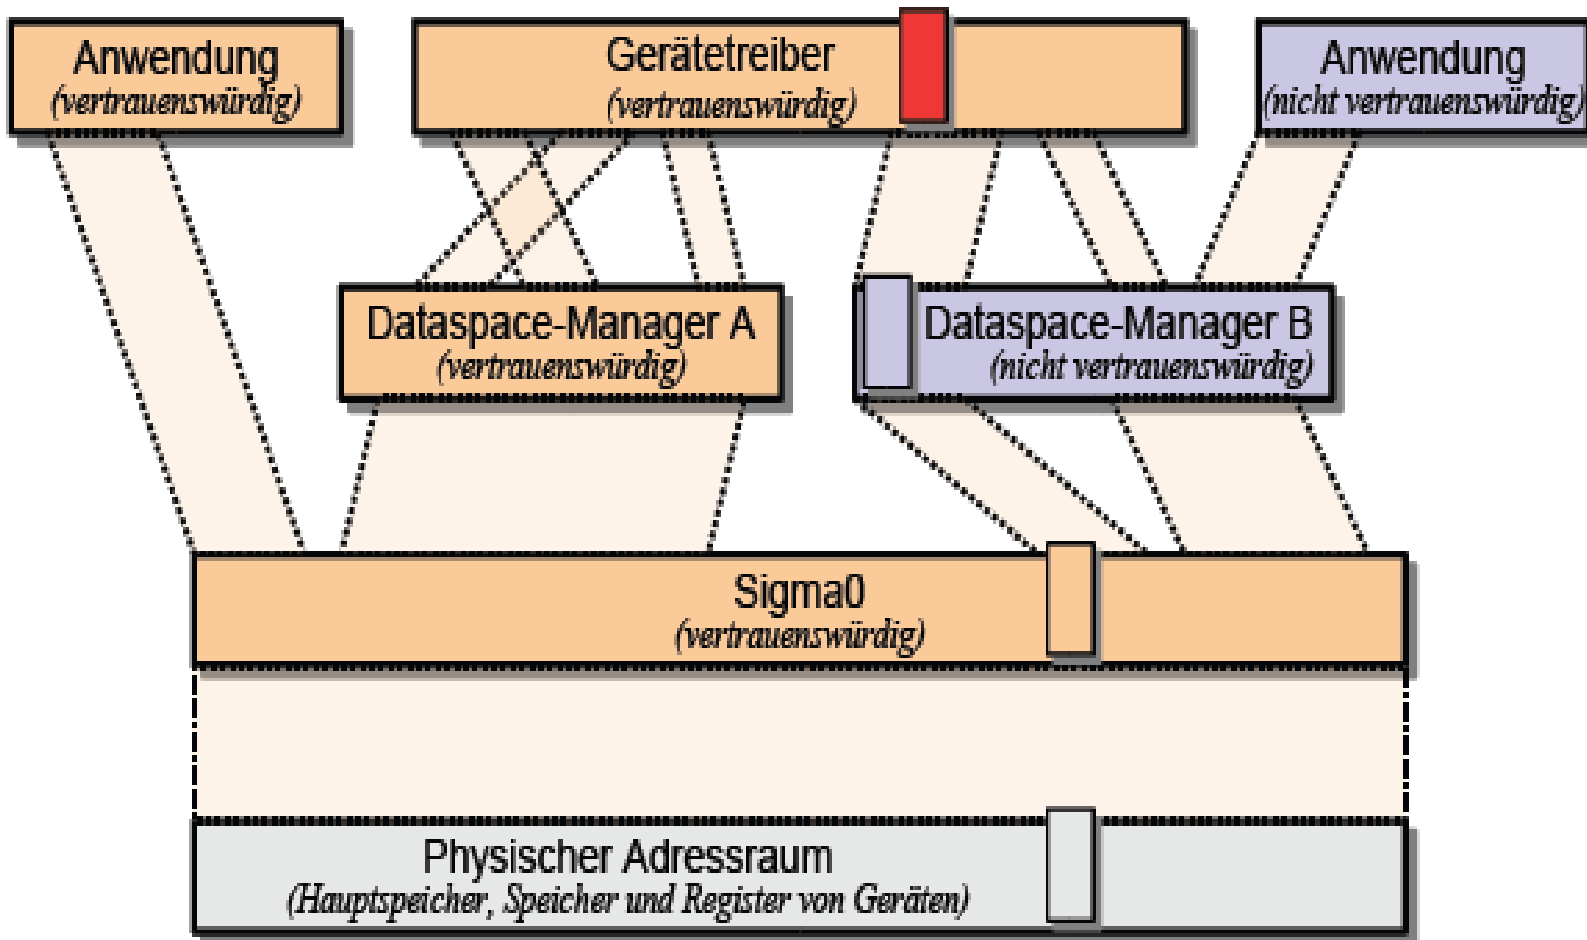 Anwendung
(vertrauenswürdig)
Gerätetreiber
(vertrauenswürdig)
Anwendung
(nicht vertrauenswürdig)
Dataspace-Manager A
(vertrauenswürdig)
Dataspace-Manager B
(nicht vertrauenswürdig)
Sigma0
(vertrauenswürdig)
Physischer Adressraum
(Hauptspeicher, Speicher und Register von Geräten)